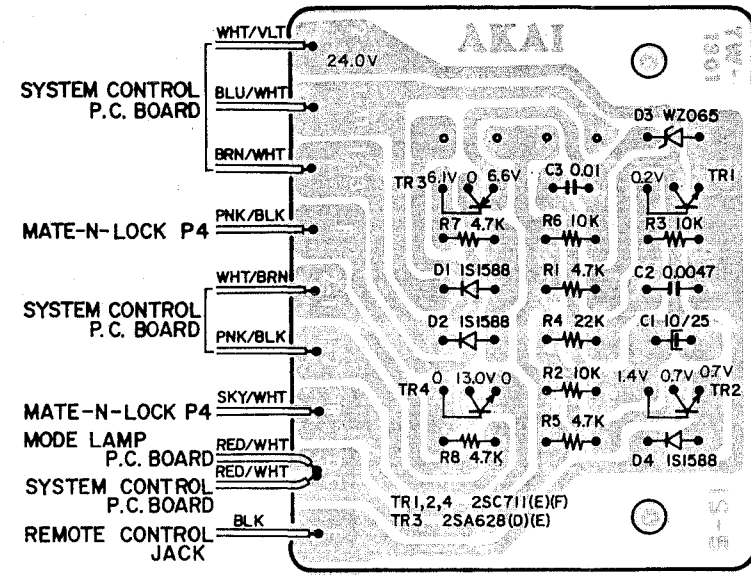 WHT/VLT
SYSTEM CONTROL
P.C. BOARD
BLU/WHT
BRN/WHT
PNK/BLK
MATE-N-LOCK P4
WHT/BRN
SYSTEM CONTROL
P.C. BOARD
PNK/BLK
SKY/WHT
MATE-N-LOCK P4
MODE LAMP
P.C. BOARD
RED/WHT
RED/WHT
SYSTEM CONTROL
P.C. BOARD
BLK
REMOTE CONTROL
JACK
AKAI
24.0V
D3 WZ065
TR3 6.1V 0 6.6V
C3 0.01
0.2V TR1
R7 4.7K
R6 10K
R3 10K
D1 IS1588
R1 4.7K
C2 0.0047
D2 IS1588
R4 22K
C1 10/25
TR4 0 13.0V 0
R2 10K
1.4V 0.7V 0.7V TR2
R5 4.7K
R8 4.7K
D4 IS1588
TR1,2,4 2SC711(E)(F)
TR3 2SA628(D)(E)